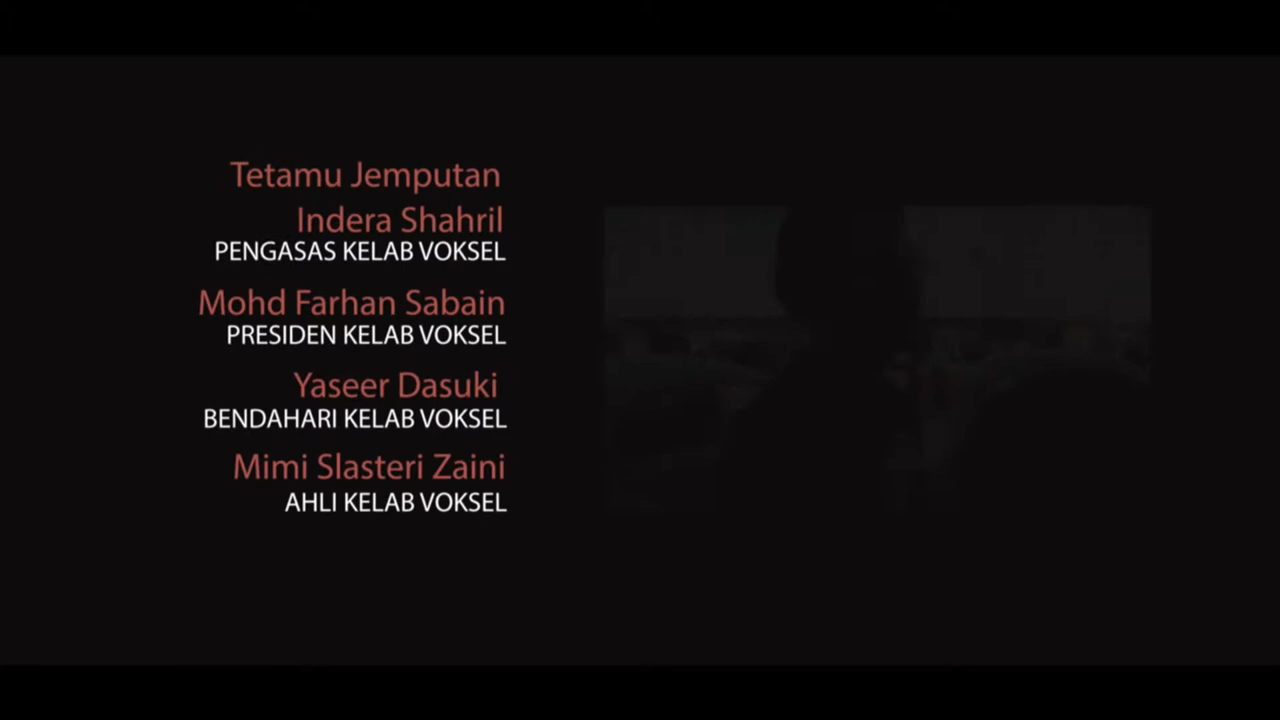 Tetamu Jemputan
Indera Shahril
PENGASAS KELAB VOKSEL
Mohd Farhan Sabain
PRESIDEN KELAB VOKSEL
Yaseer Dasuki
BENDAHARI KELAB VOKSEL
Mimi Slasteri Zaini
AHLI KELAB VOKSEL